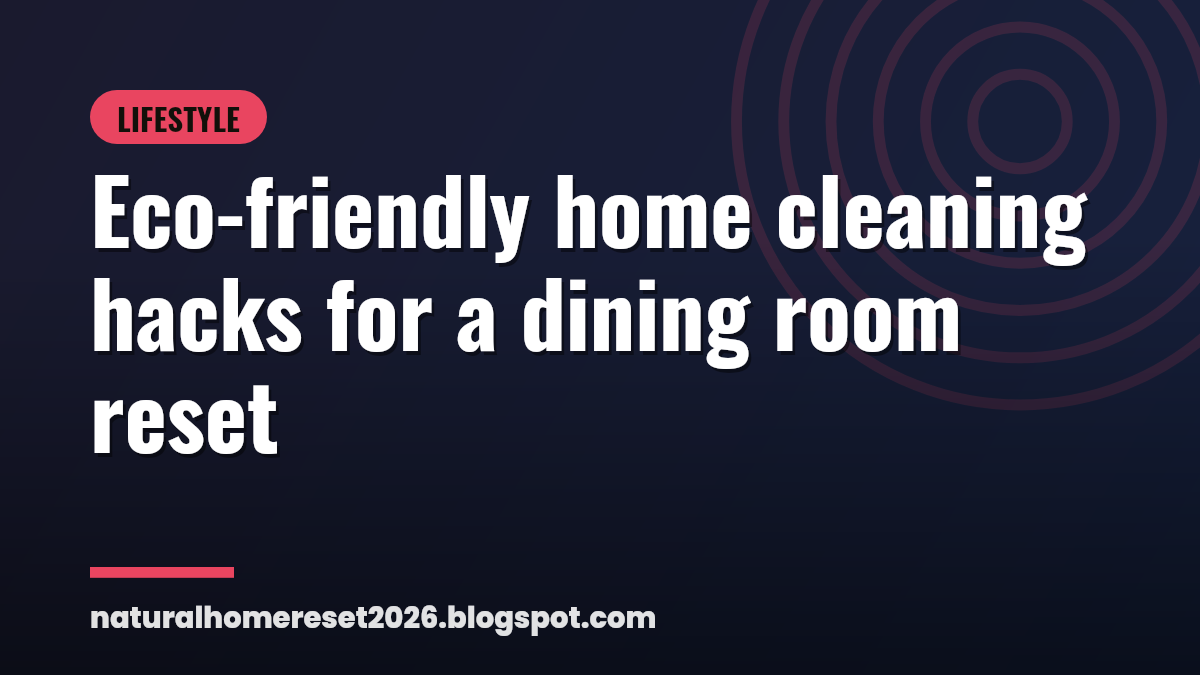 LIFESTYLE
Eco-friendly home cleaning
hacks for a dining room
reset
naturalhomereset2026.blogspot.com